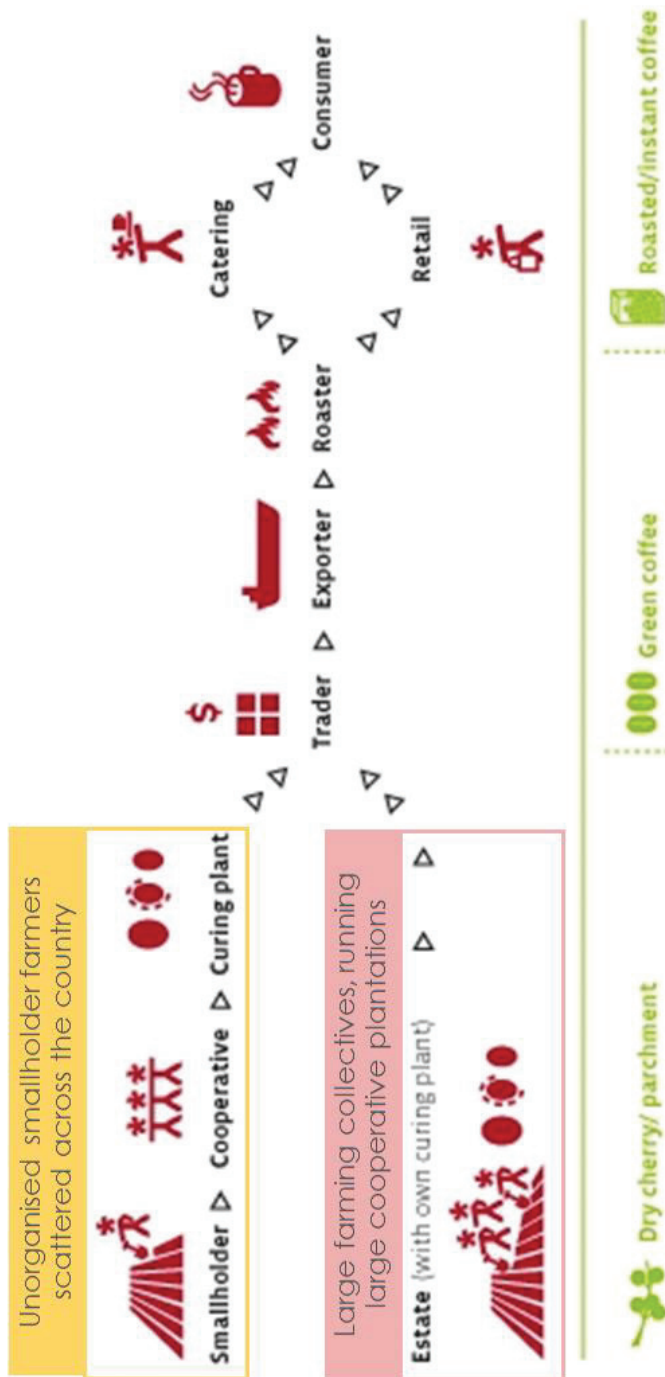 Unorganised smallholder farmers
scattered across the country
Smallholder ▷ Cooperative ▷ Curing plant
Large farming collectives, running
large cooperative plantations
Estate (with own curing plant)
$
Trader ▷ Exporter ▷ Roaster
Catering
Retail
Consumer
Dry cherry/ parchment
Green coffee
Roasted/instant coffee